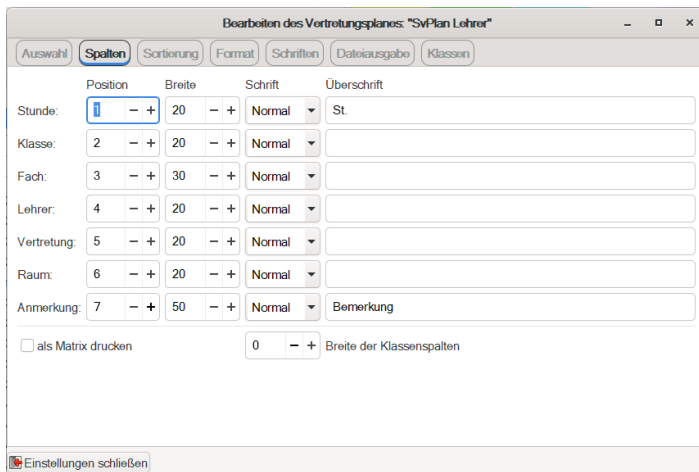 Bearbeiten des Vertretungsplanes: "SvPlan Lehrer"
Auswahl Spalten Sortierung Format Schriften Dateiausgabe Klassen
Position Breite Schrift Überschrift
Stunde: 1 − + 20 − + Normal St.
Klasse: 2 − + 20 − + Normal
Fach: 3 − + 30 − + Normal
Lehrer: 4 − + 20 − + Normal
Vertretung: 5 − + 20 − + Normal
Raum: 6 − + 20 − + Normal
Anmerkung: 7 − + 50 − + Normal Bemerkung
als Matrix drucken 0 − + Breite der Klassenspalten
Einstellungen schließen